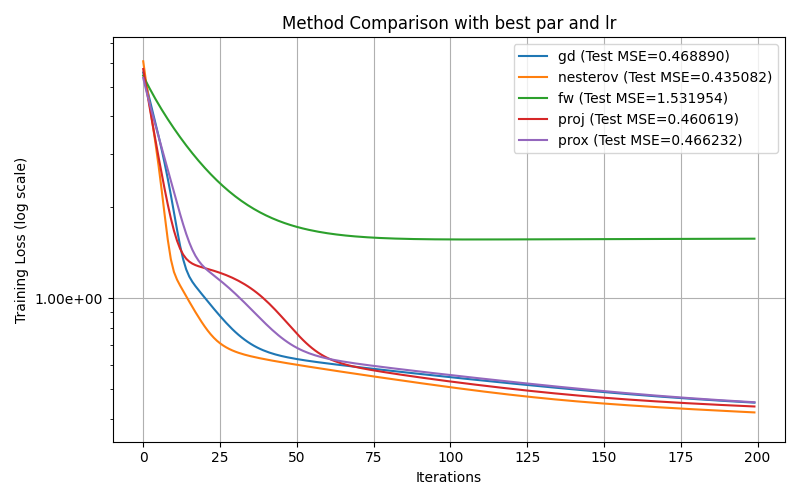 Method Comparison with best par and lr
gd (Test MSE=0.468890)
nesterov (Test MSE=0.435082)
fw (Test MSE=1.531954)
proj (Test MSE=0.460619)
prox (Test MSE=0.466232)
Training Loss (log scale)
1.00e+00
0 25 50 75 100 125 150 175 200
Iterations